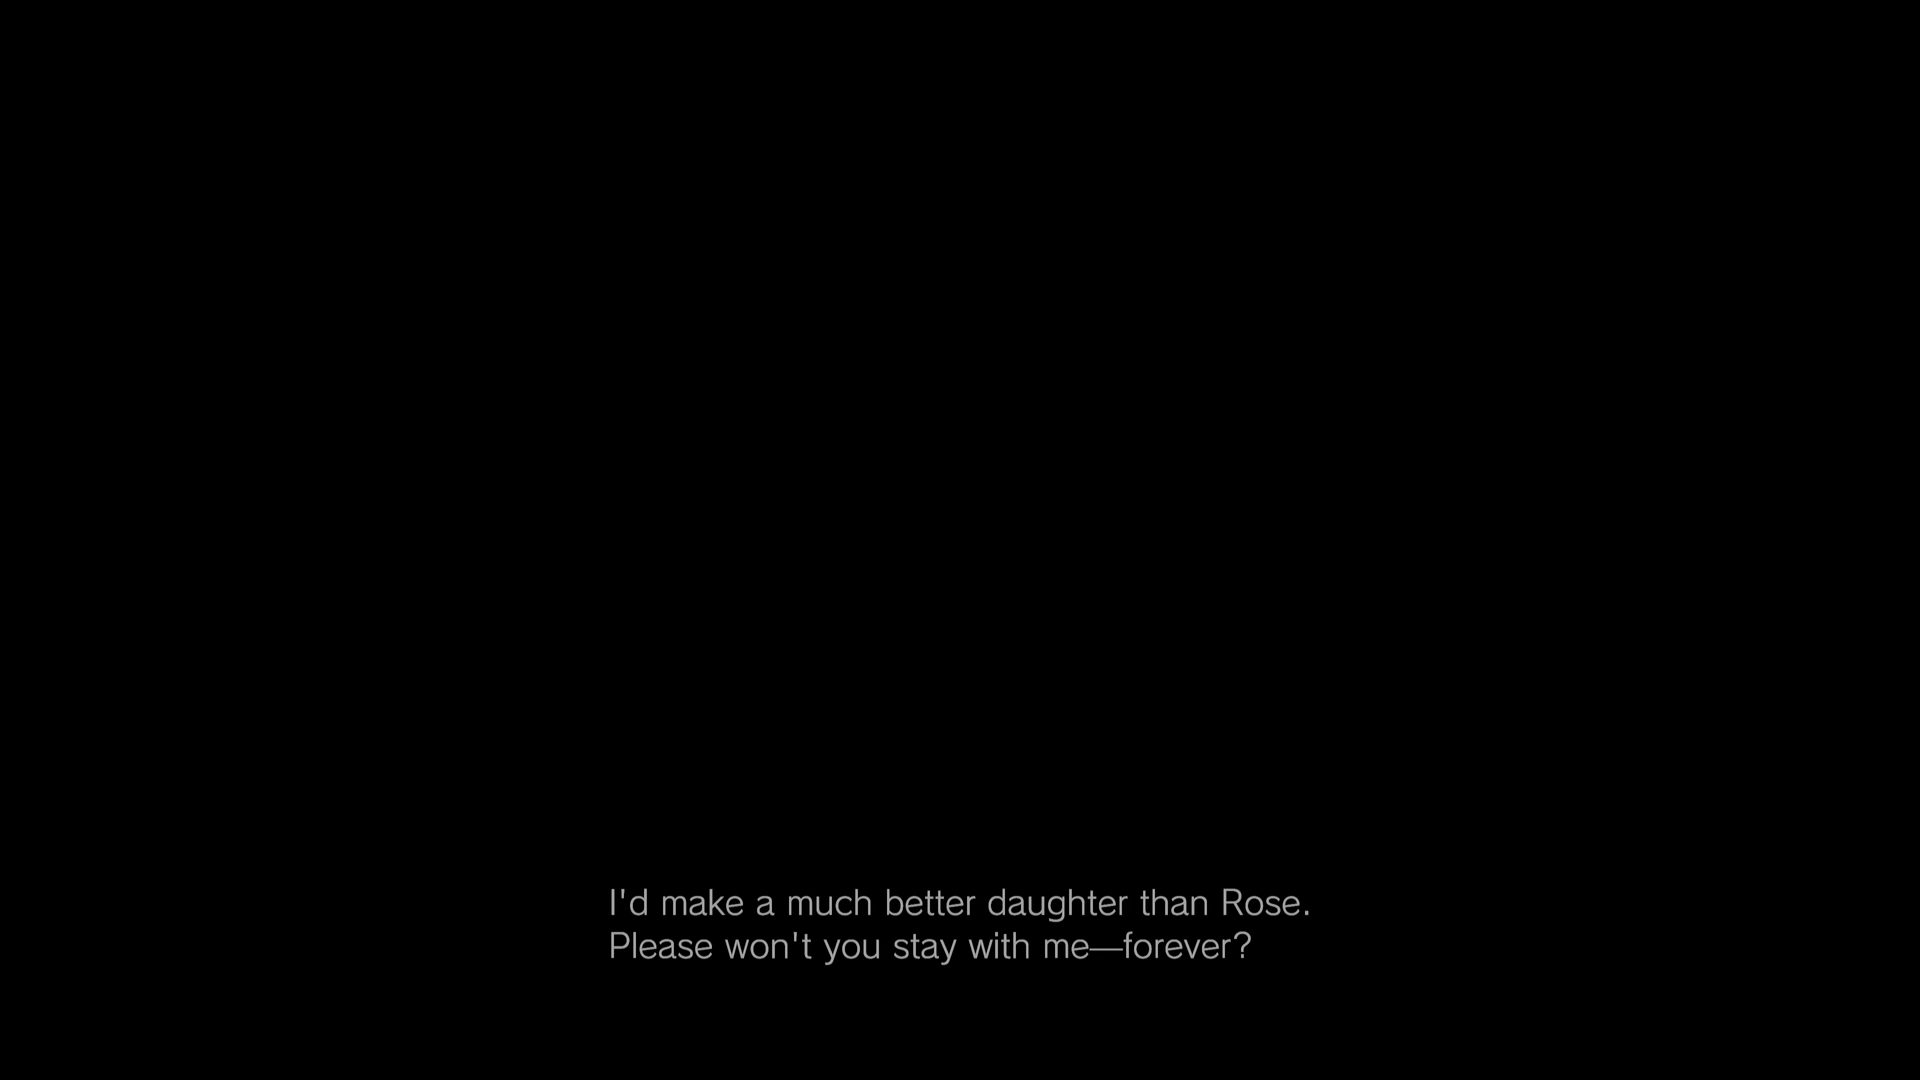 I'd make a much better daughter than Rose.
Please won't you stay with me—forever?